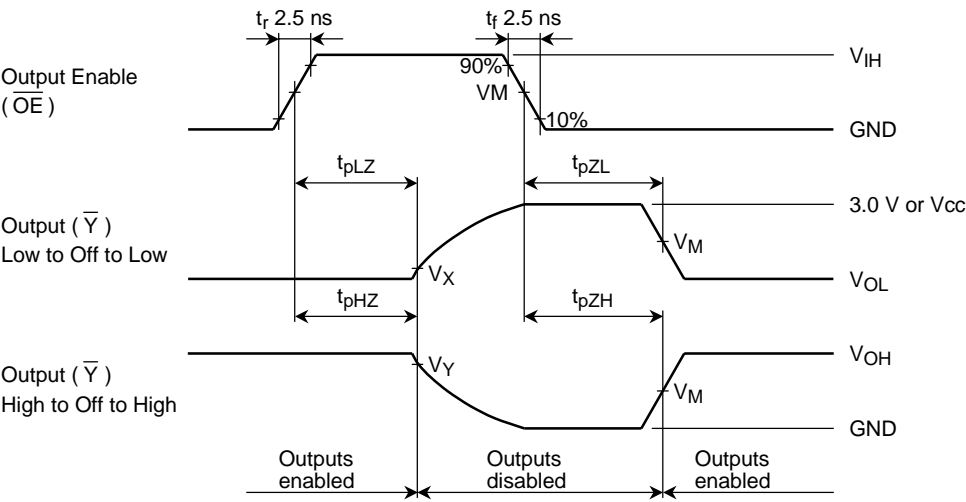 tr 2.5 ns
tf 2.5 ns
Output Enable
( O̅E̅ )
90%
VM
10%
VIH
GND
tpLZ
tpZL
3.0 V or Vcc
Output ( Y̅ )
Low to Off to Low
VX
VM
VOL
tpHZ
tpZH
Output ( Y̅ )
High to Off to High
VY
VM
VOH
GND
Outputs
enabled
Outputs
disabled
Outputs
enabled